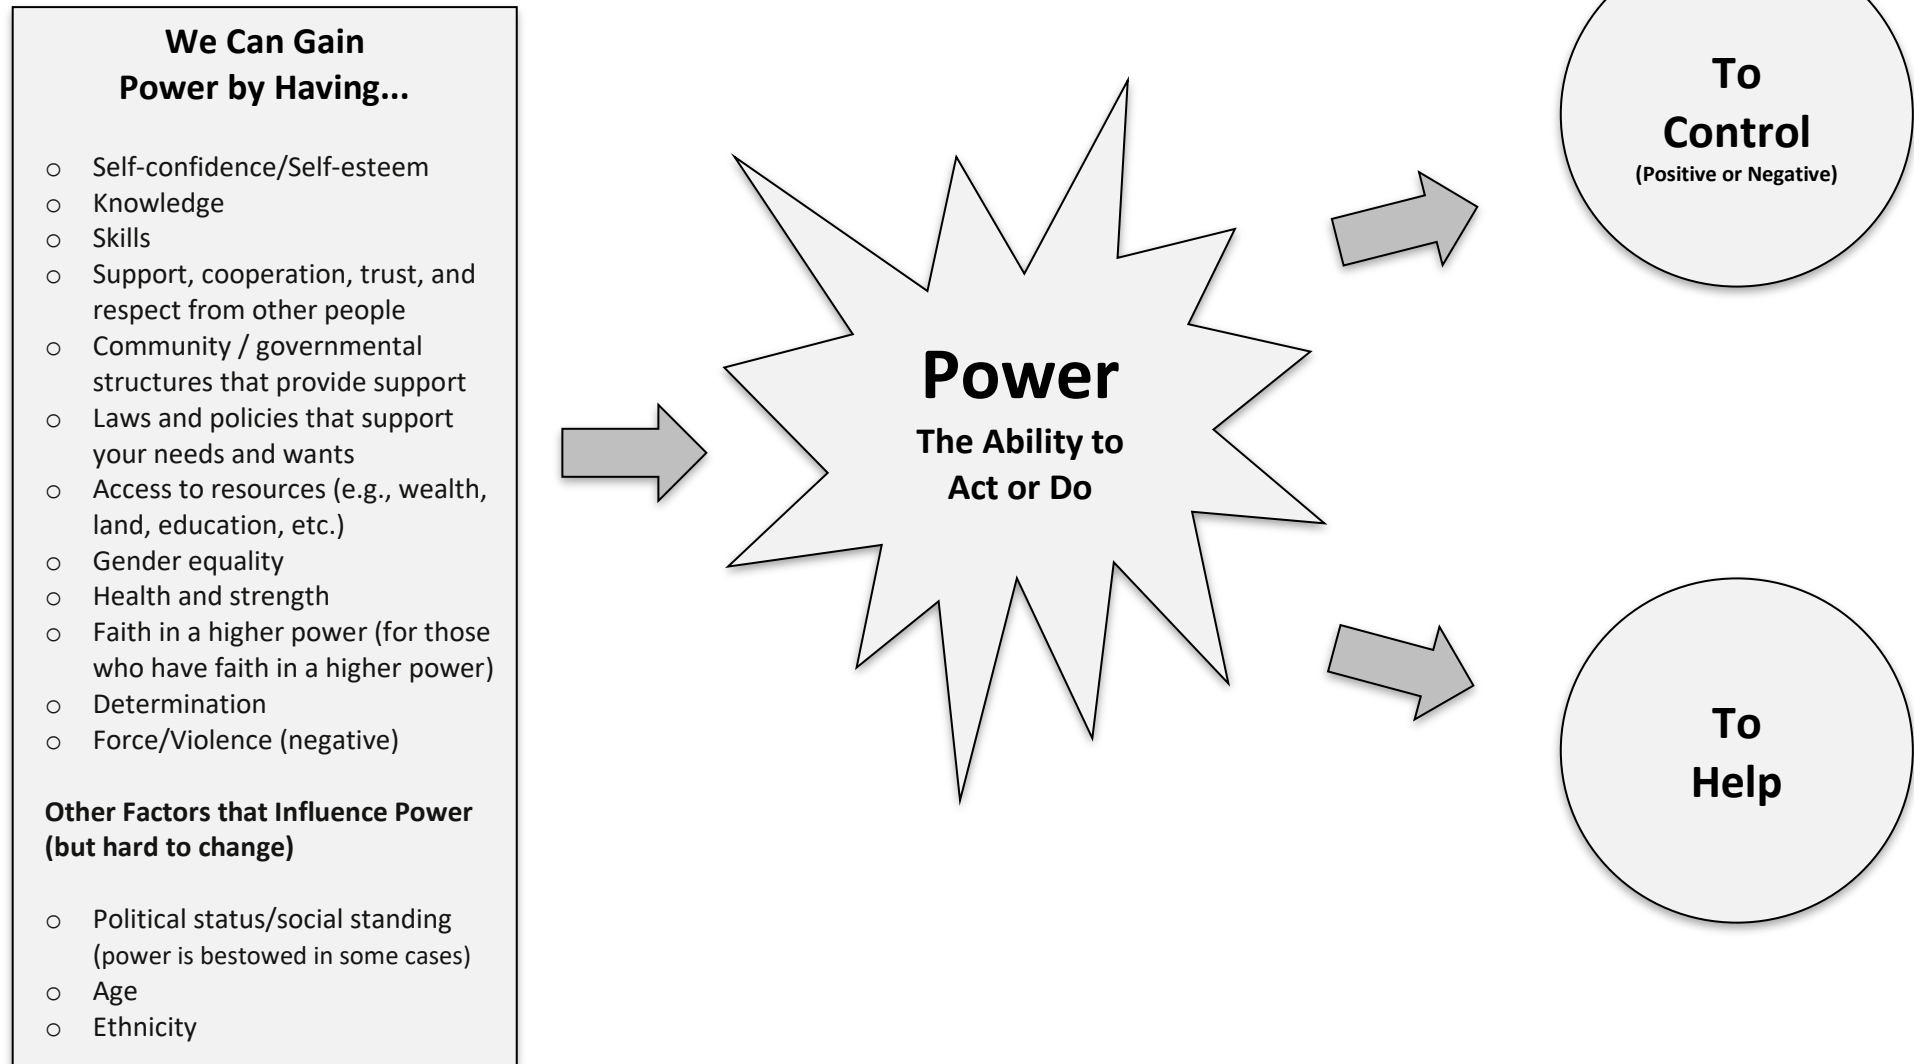 We Can Gain
Power by Having...
o Self-confidence/Self-esteem
o Knowledge
o Skills
o Support, cooperation, trust, and
respect from other people
o Community / governmental
structures that provide support
o Laws and policies that support
your needs and wants
o Access to resources (e.g., wealth,
land, education, etc.)
o Gender equality
o Health and strength
o Faith in a higher power (for those
who have faith in a higher power)
o Determination
o Force/Violence (negative)
Other Factors that Influence Power
(but hard to change)
o Political status/social standing
(power is bestowed in some cases)
o Age
o Ethnicity
Power
The Ability to
Act or Do
To
Control
(Positive or Negative)
To
Help